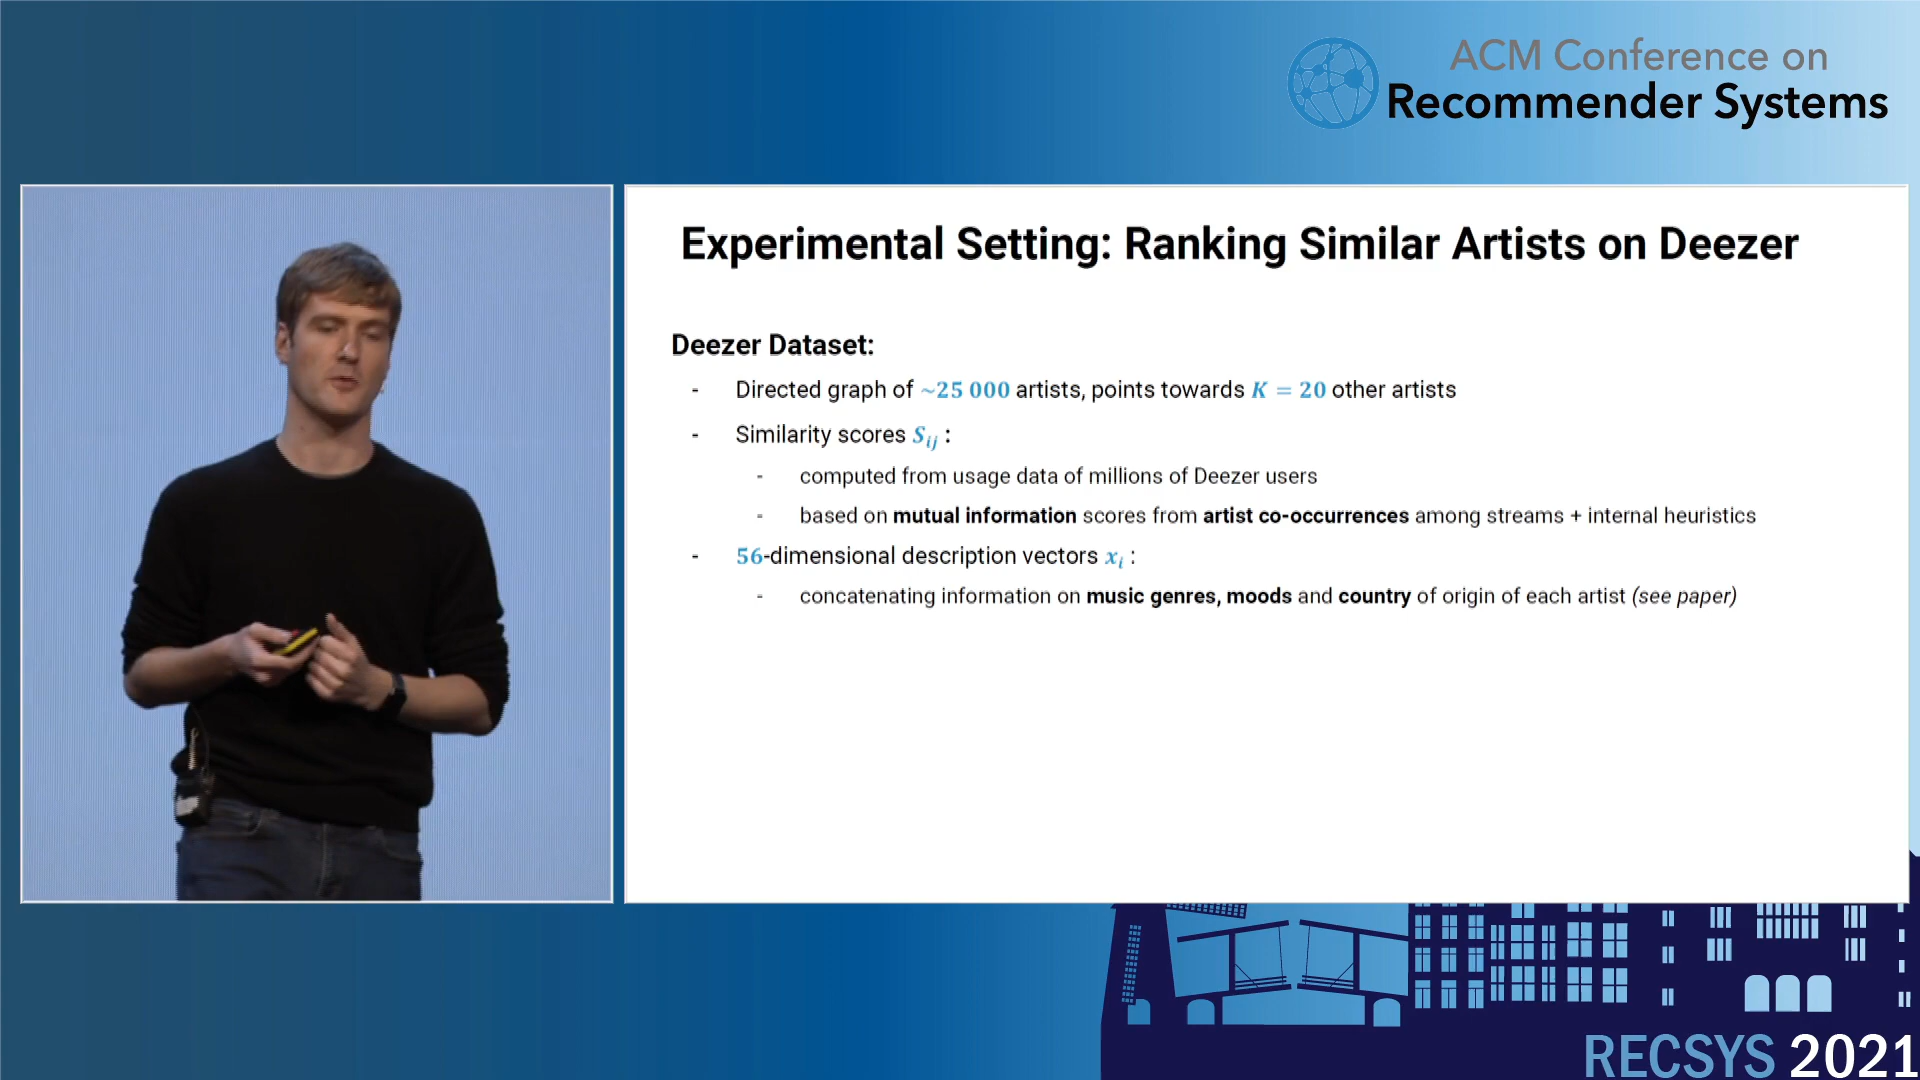 ACM Conference on
Recommender Systems
Experimental Setting: Ranking Similar Artists on Deezer
Deezer Dataset:
- Directed graph of ~25 000 artists, points towards K = 20 other artists
- Similarity scores S_ij :
- computed from usage data of millions of Deezer users
- based on mutual information scores from artist co-occurrences among streams + internal heuristics
- 56-dimensional description vectors x_i :
- concatenating information on music genres, moods and country of origin of each artist (see paper)
RECSYS 2021